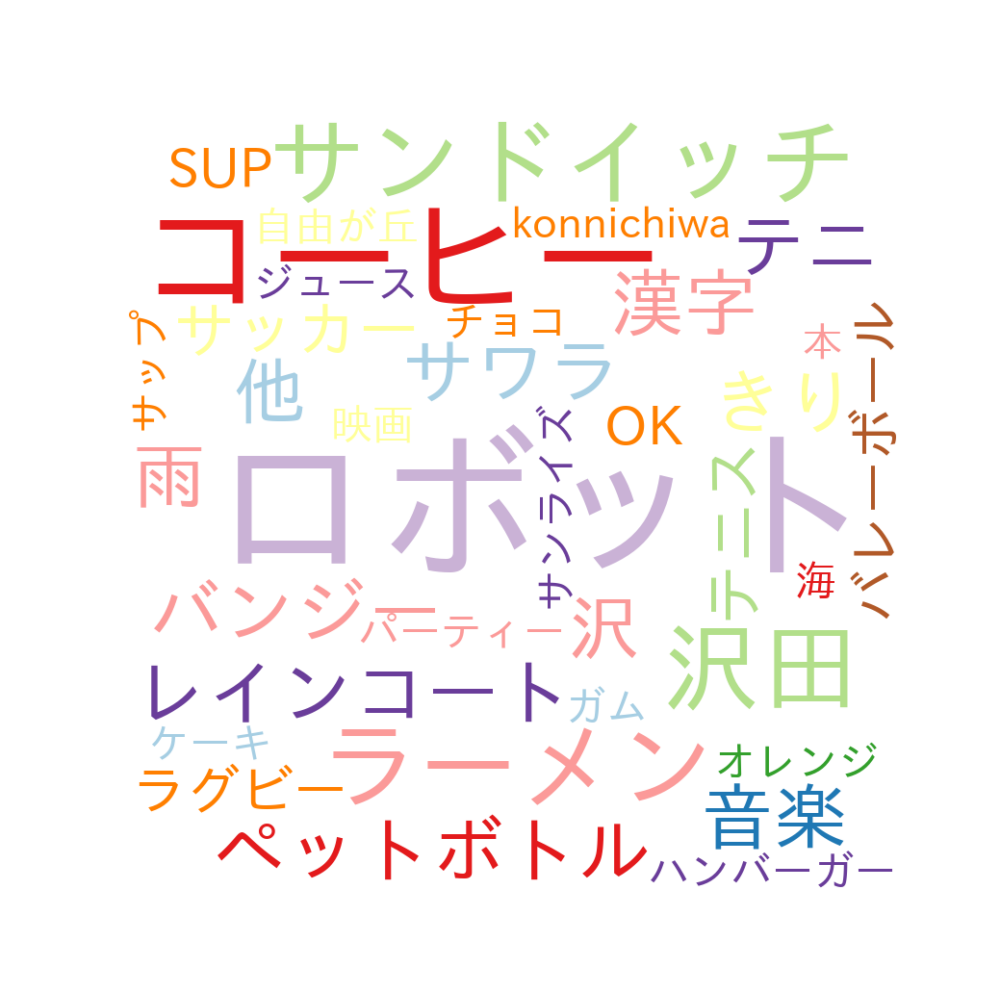 サンドイッチ
SUP
コーヒー
自由が丘
konnichiwa
テニ
ジュース
漢字
サッカー
チョコ
サップ
本
バレーボール
サワラ
他
きり
映画
OK
サンライズ
雨
ロボット
テニス
海
バンジー
パーティー
沢
沢田
レインコート
ガム
ケーキ
ラーメン
オレンジ
ラグビー
音楽
ペットボトル
ハンバーガー